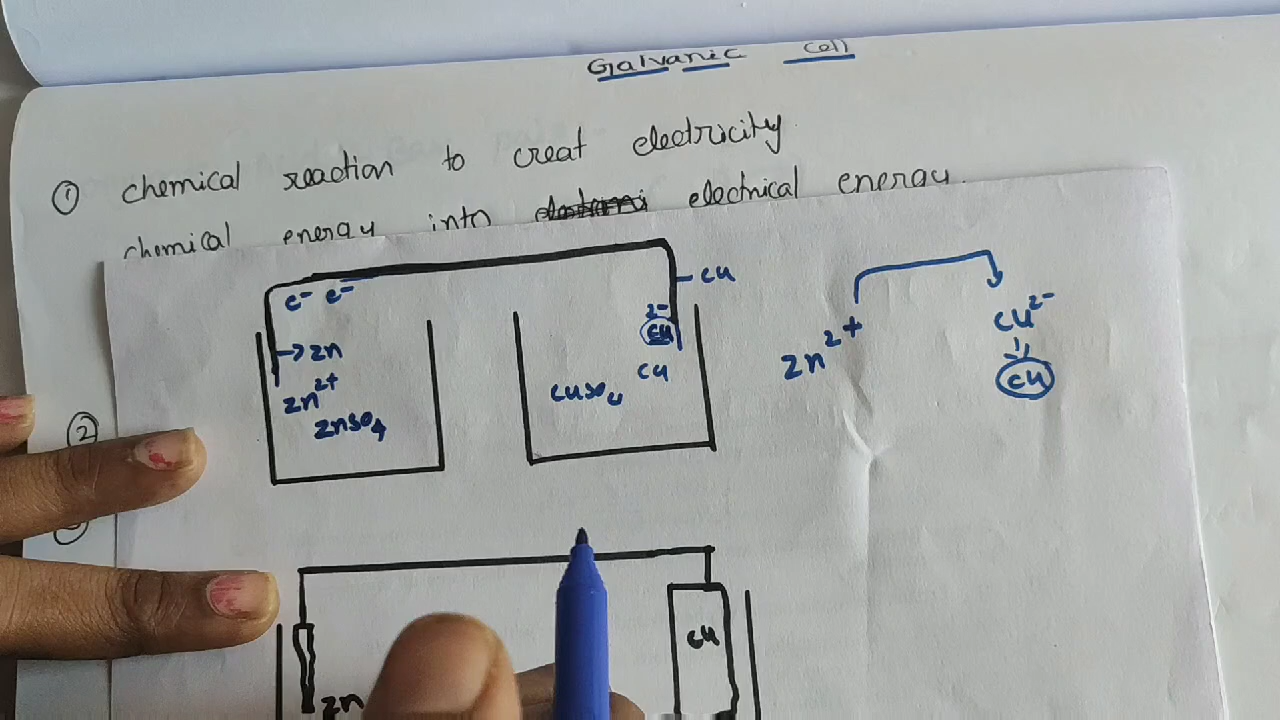 Galvanic Cell
① chemical reaction to creat electricity
chemical energy into electrical energy.
e⁻ e⁻
cu
2-
cu
→ zn
cu
zn²⁺
znso₄
cuso₄
zn²⁺
cu²⁻
cu
②
cu
zn